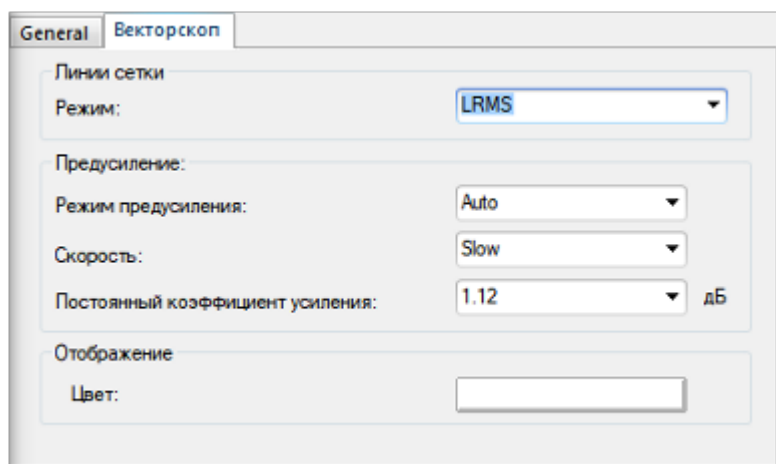 General Векторскоп
Линии сетки
Режим: LRMS
Предусиление:
Режим предусиления: Auto
Скорость: Slow
Постоянный коэффициент усиления: 1.12 дБ
Отображение
Цвет: